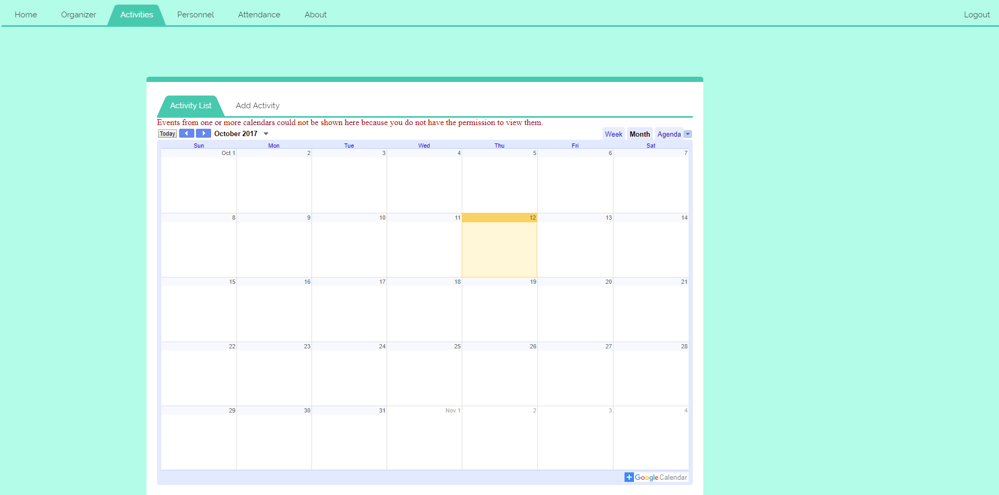 Home Organizer Activities Personnel Attendance About Logout
Activity List Add Activity
Events from one or more calendars could not be shown here because you do not have the permission to view them.
Today October 2017 Week Month Agenda
Sun Mon Tue Wed Thu Fri Sat
Oct 1 2 3 4 5 6 7
8 9 10 11 12 13 14
15 16 17 18 19 20 21
22 23 24 25 26 27 28
29 30 31 Nov 1 2 3 4
Google Calendar